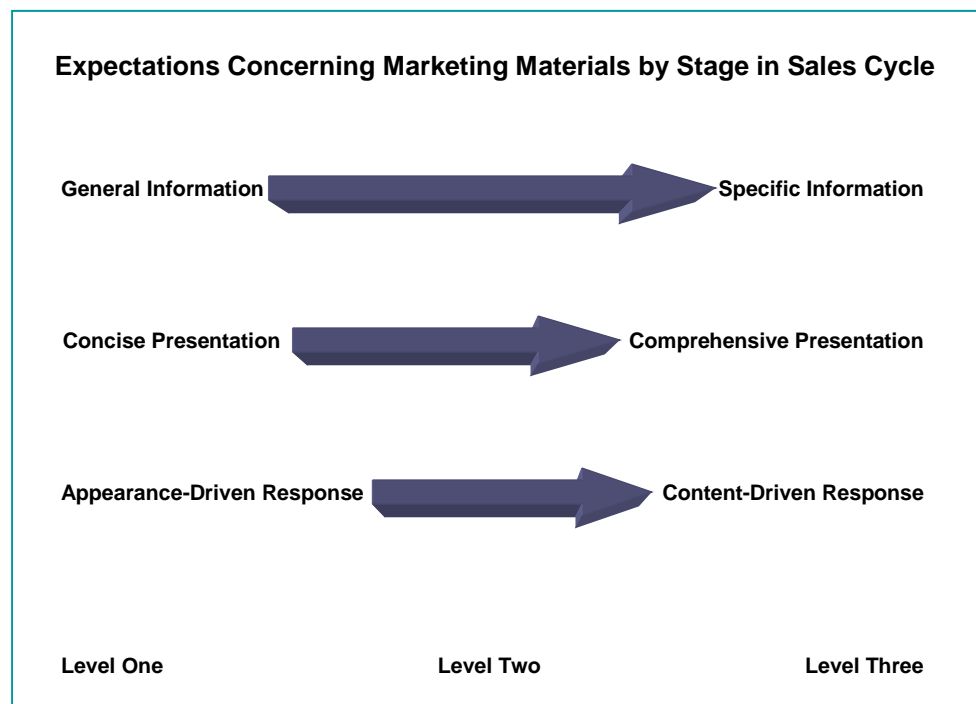 Expectations Concerning Marketing Materials by Stage in Sales Cycle
General Information Specific Information
Concise Presentation Comprehensive Presentation
Appearance-Driven Response Content-Driven Response
Level One Level Two Level Three